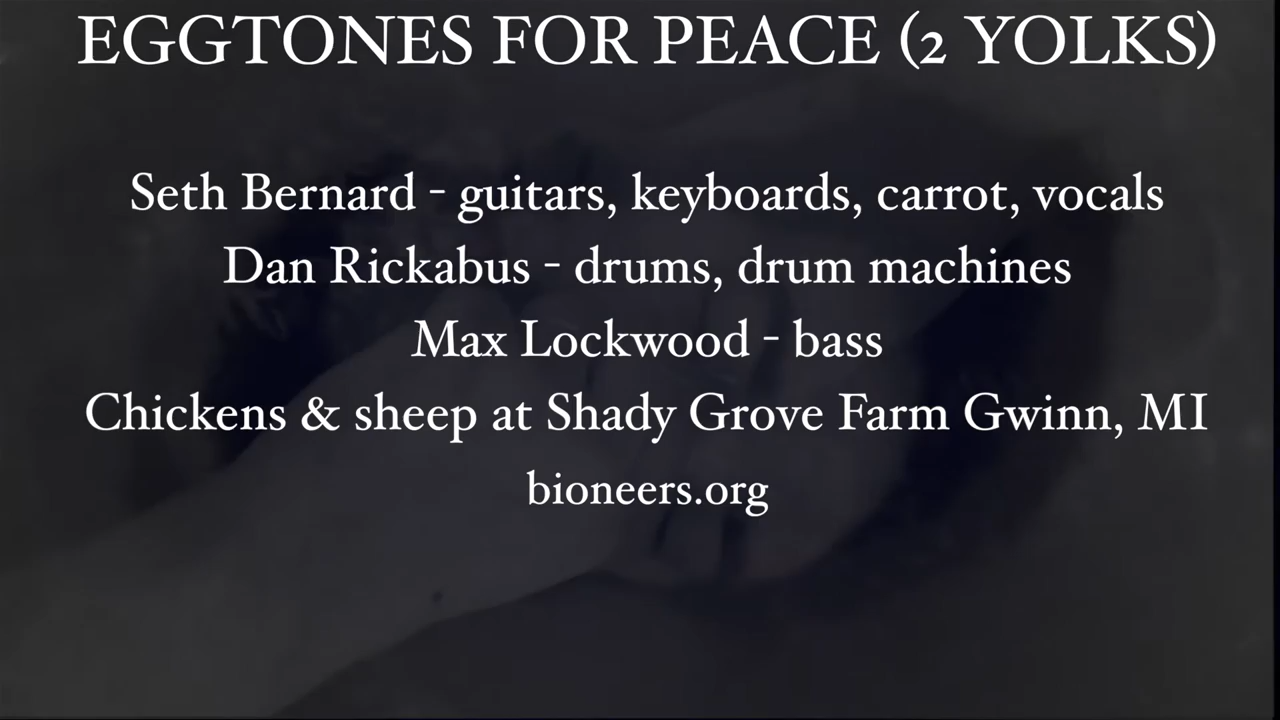 EGGTONES FOR PEACE (2 YOLKS)
Seth Bernard - guitars, keyboards, carrot, vocals
Dan Rickabus - drums, drum machines
Max Lockwood - bass
Chickens & sheep at Shady Grove Farm Gwinn, MI
bioneers.org